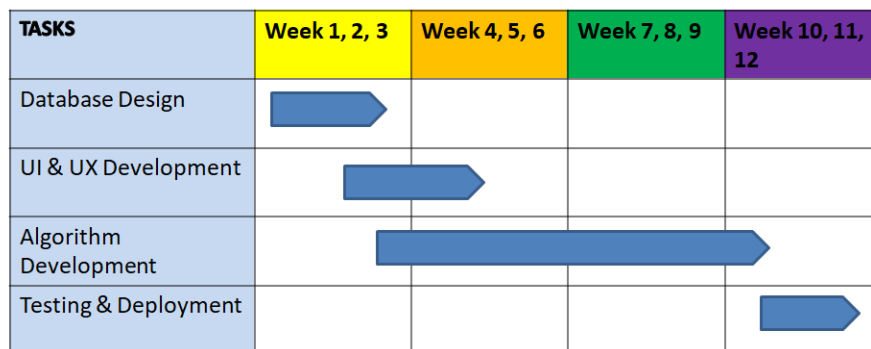 TASKS
Week 1, 2, 3
Week 4, 5, 6
Week 7, 8, 9
Week 10, 11,
12
Database Design
UI & UX Development
Algorithm
Development
Testing & Deployment